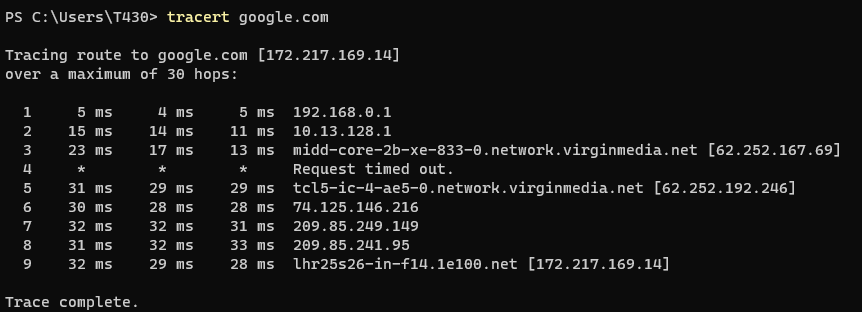 PS C:\Users\T430> tracert google.com
Tracing route to google.com [172.217.169.14]
over a maximum of 30 hops:
1 5 ms 4 ms 5 ms 192.168.0.1
2 15 ms 14 ms 11 ms 10.13.128.1
3 23 ms 17 ms 13 ms midd-core-2b-xe-833-0.network.virginmedia.net [62.252.167.69]
4 * * * Request timed out.
5 31 ms 29 ms 29 ms tcl5-ic-4-ae5-0.network.virginmedia.net [62.252.192.246]
6 30 ms 28 ms 28 ms 74.125.146.216
7 32 ms 32 ms 31 ms 209.85.249.149
8 31 ms 32 ms 33 ms 209.85.241.95
9 32 ms 29 ms 28 ms lhr25s26-in-f14.1e100.net [172.217.169.14]
Trace complete.